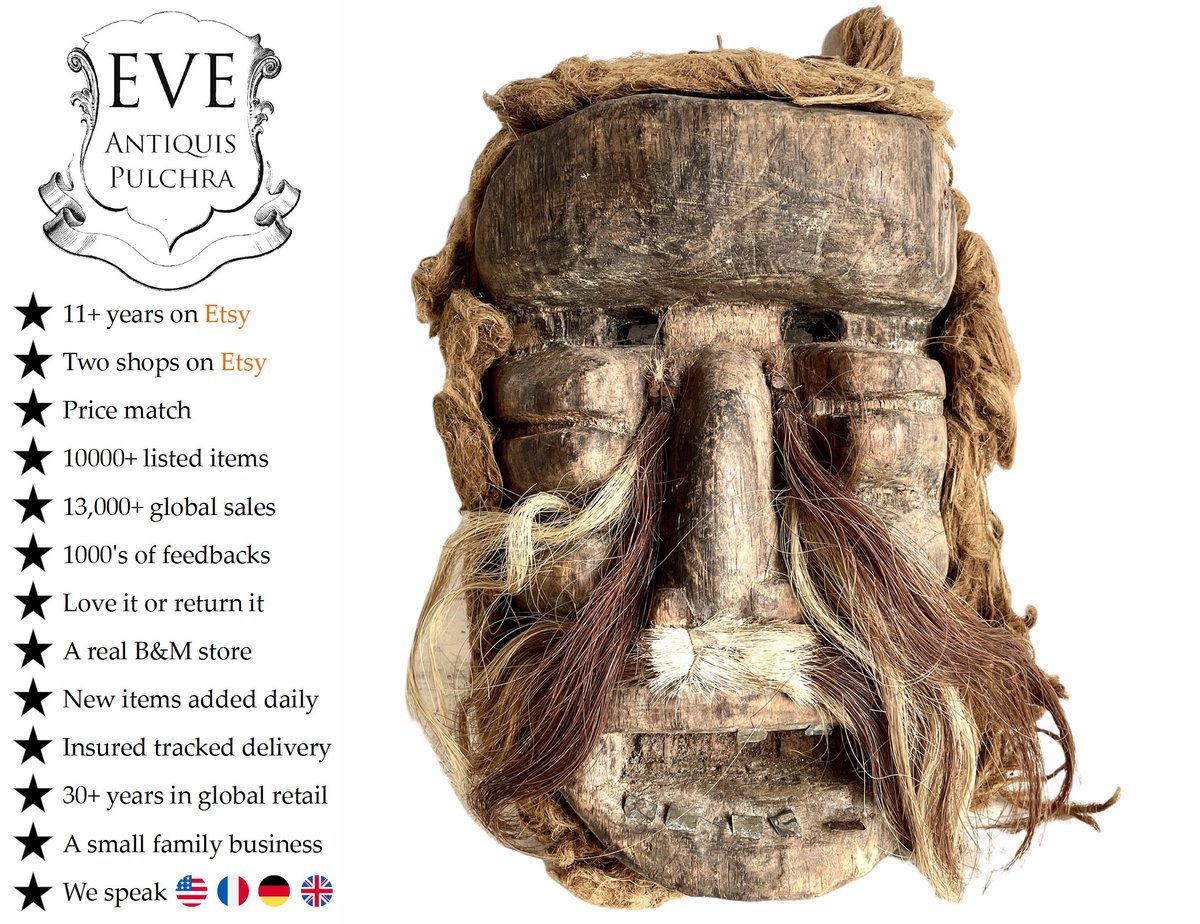 EVE
ANTIQUIS
PULCHRA
11+ years on Etsy
Two shops on Etsy
Price match
10000+ listed items
13,000+ global sales
1000's of feedbacks
Love it or return it
A real B&M store
New items added daily
Insured tracked delivery
30+ years in global retail
A small family business
We speak